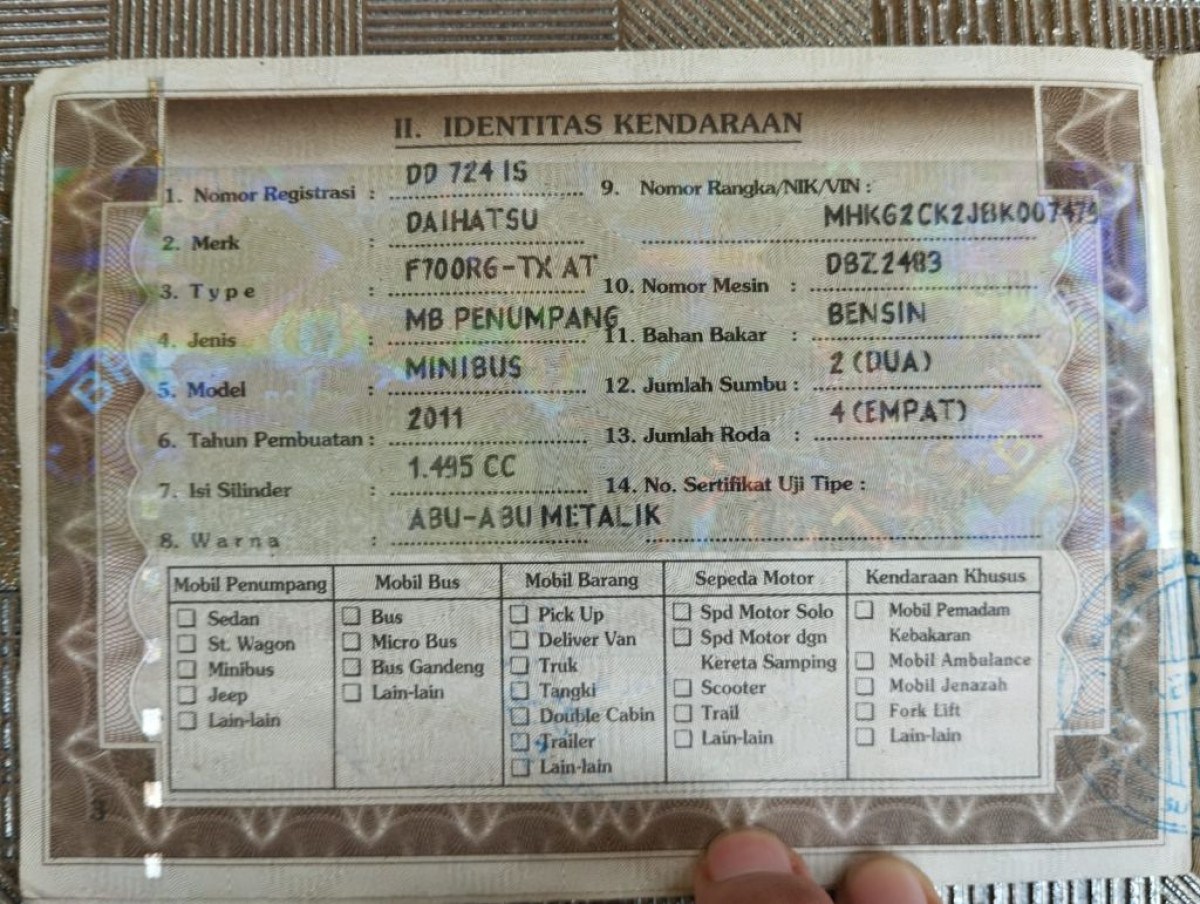 II. IDENTITAS KENDARAAN
1. Nomor Registrasi : DD 724 IS
2. Merk : DAIHATSU
3. Type : F700RG-TX AT
4. Jenis : MB PENUMPANG
5. Model : MINIBUS
6. Tahun Pembuatan : 2011
7. Isi Silinder : 1.495 CC
8. Warna : ABU-ABU METALIK
9. Nomor Rangka/NIK/VIN :
MHKG2CK2JBK007479
10. Nomor Mesin : DBZ2483
11. Bahan Bakar : BENSIN
12. Jumlah Sumbu : 2 (DUA)
13. Jumlah Roda : 4 (EMPAT)
14. No. Sertifikat Uji Tipe :
Mobil Penumpang
Sedan
St. Wagon
Minibus
Jeep
Lain-lain
Mobil Bus
Bus
Micro Bus
Bus Gandeng
Lain-lain
Mobil Barang
Pick Up
Deliver Van
Truk
Tangki
Double Cabin
Trailer
Lain-lain
Sepeda Motor
Spd Motor Solo
Spd Motor dgn
Kereta Samping
Scooter
Trail
Lain-lain
Kendaraan Khusus
Mobil Pemadam
Kebakaran
Mobil Ambulance
Mobil Jenazah
Fork Lift
Lain-lain
3